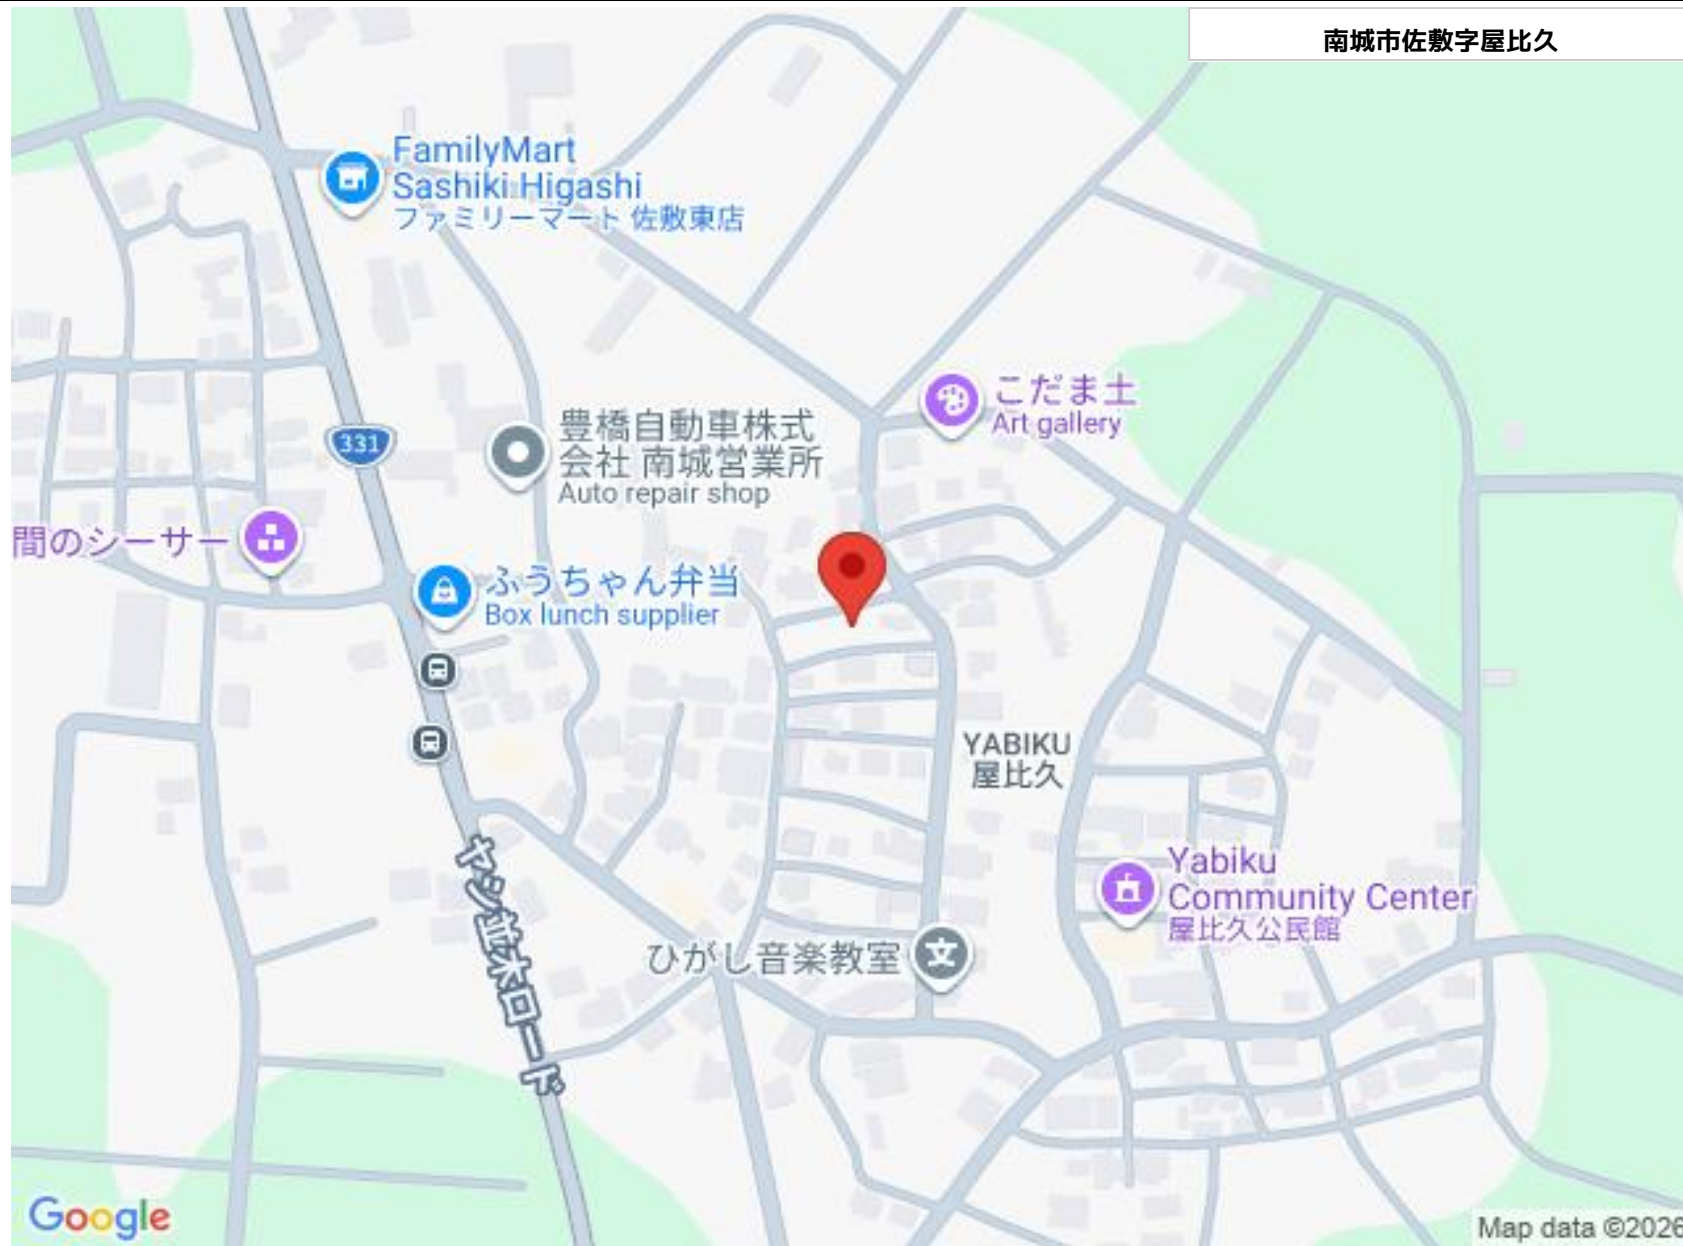 南城市佐敷字屋比久
FamilyMart
Sashiki Higashi
ファミリーマート 佐敷東店
こだま土
Art gallery
豊橋自動車株式
会社 南城営業所
Auto repair shop
331
間のシーサー
ふうちゃん弁当
Box lunch supplier
YABIKU
屋比久
ヤシ並木ロード
Yabiku
Community Center
屋比久公民館
ひがし音楽教室
文
Google
Map data ©2026